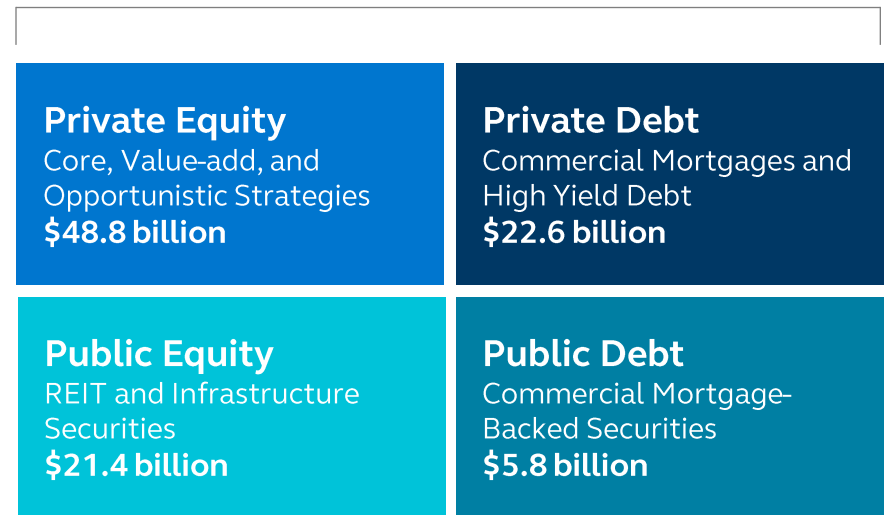 Private Equity
Core, Value-add, and
Opportunistic Strategies
$48.8 billion
Private Debt
Commercial Mortgages and
High Yield Debt
$22.6 billion
Public Equity
REIT and Infrastructure
Securities
$21.4 billion
Public Debt
Commercial Mortgage-
Backed Securities
$5.8 billion